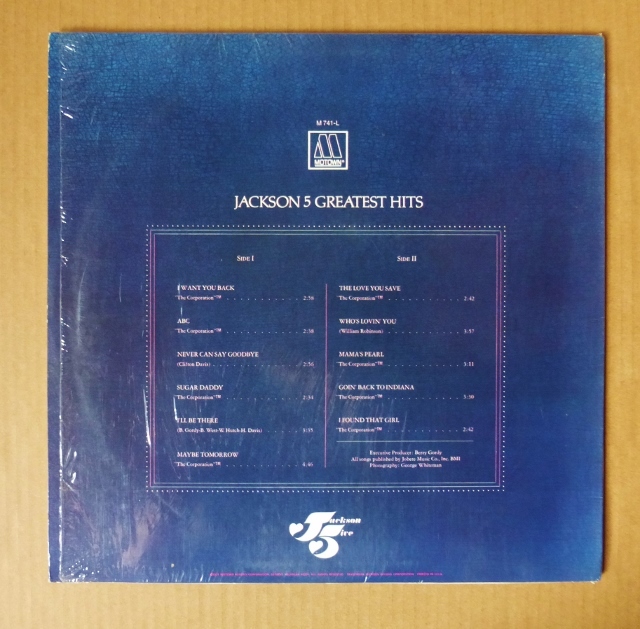 M 741-L
MOTOWN
JACKSON 5 GREATEST HITS
SIDE I
I WANT YOU BACK
"The Corporation"™ 2:59
ABC
"The Corporation"™ 2:38
NEVER CAN SAY GOODBYE
(Clifton Davis)
SUGAR DADDY
"The Corporation"™ 2:34
I'LL BE THERE
(B. Gordy-B. West-W. Hutch-H. Davis) 3:35
MAYBE TOMORROW
"The Corporation"™ 4:46
SIDE II
THE LOVE YOU SAVE
"The Corporation"™ 2:42
WHO'S LOVIN' YOU
(William Robinson) 3:57
MAMA'S PEARL
"The Corporation"™ 3:11
GOIN' BACK TO INDIANA
"The Corporation"™ 3:30
I FOUND THAT GIRL
"The Corporation"™ 2:42
Executive Producer: Berry Gordy
All songs published by Jobete Music Co., Inc. BMI
Photography: George Whiteman
Jackson
5ive